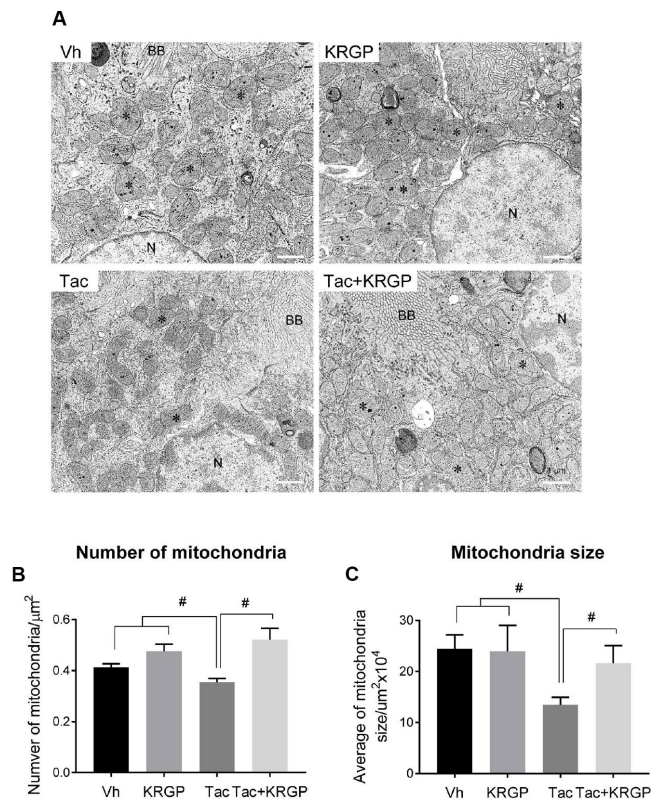 A
Vh
BB
*
*
*
*
N
KRGP
*
*
*
*
N
Tac
*
BB
*
*
N
Tac+KRGP
BB
N
*
*
*
1 um
Number of mitochondria
B
Numver of mitochondria/μm2
0.6
0.4
0.2
0.0
#
#
Vh KRGP Tac Tac+KRGP
Mitochondria size
C
Average of mitochondria
size/um2x104
30
20
10
0
#
#
Vh KRGP Tac Tac+KRGP